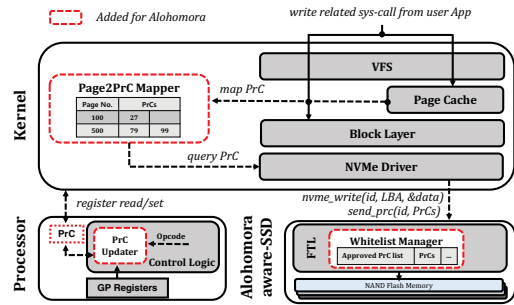 Added for Alohomora
write related sys-call from user App
Kernel
VFS
Page2PrC Mapper
Page No. PrCs
100 27
500 79 99
map PrC
Page Cache
Block Layer
query PrC
NVMe Driver
nvme_write(id, LBA, &data)
send_prc(id, PrCs)
register read/set
Processor
PrC
PrC
Updater
Opcode
Control Logic
GP Registers
Alohomora
aware-SSD
FTL
Whitelist Manager
Approved PrC list PrCs ...
NAND Flash Memory